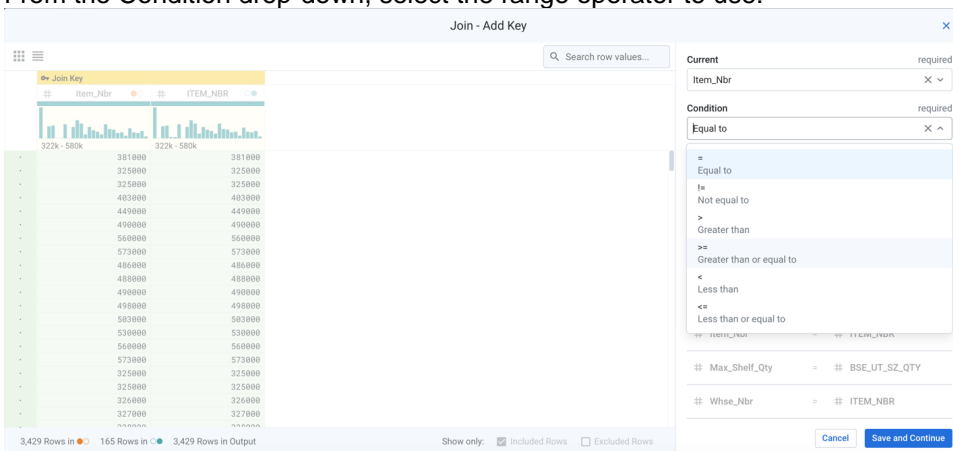 From the Condition drop-down, select the range operator to use.
Join - Add Key
Search row values...
Join Key
# Item_Nbr # ITEM_NBR
322k - 580k 322k - 580k
381000 381000
325000 325000
325000 325000
403000 403000
449000 449000
490000 490000
560000 560000
573000 573000
486000 486000
488000 488000
490000 490000
498000 498000
503000 503000
530000 530000
560000 560000
573000 573000
325000 325000
325000 325000
326000 326000
327000 327000
3,429 Rows in 165 Rows in 3,429 Rows in Output
Show only: Included Rows Excluded Rows
Current required
Item_Nbr
Condition required
Equal to
=
Equal to
!=
Not equal to
>
Greater than
>=
Greater than or equal to
<
Less than
<=
Less than or equal to
# Item_Nbr = # ITEM_NBR
# Max_Shelf_Qty = # BSE_UT_SZ_QTY
# Whse_Nbr = # ITEM_NBR
Cancel Save and Continue